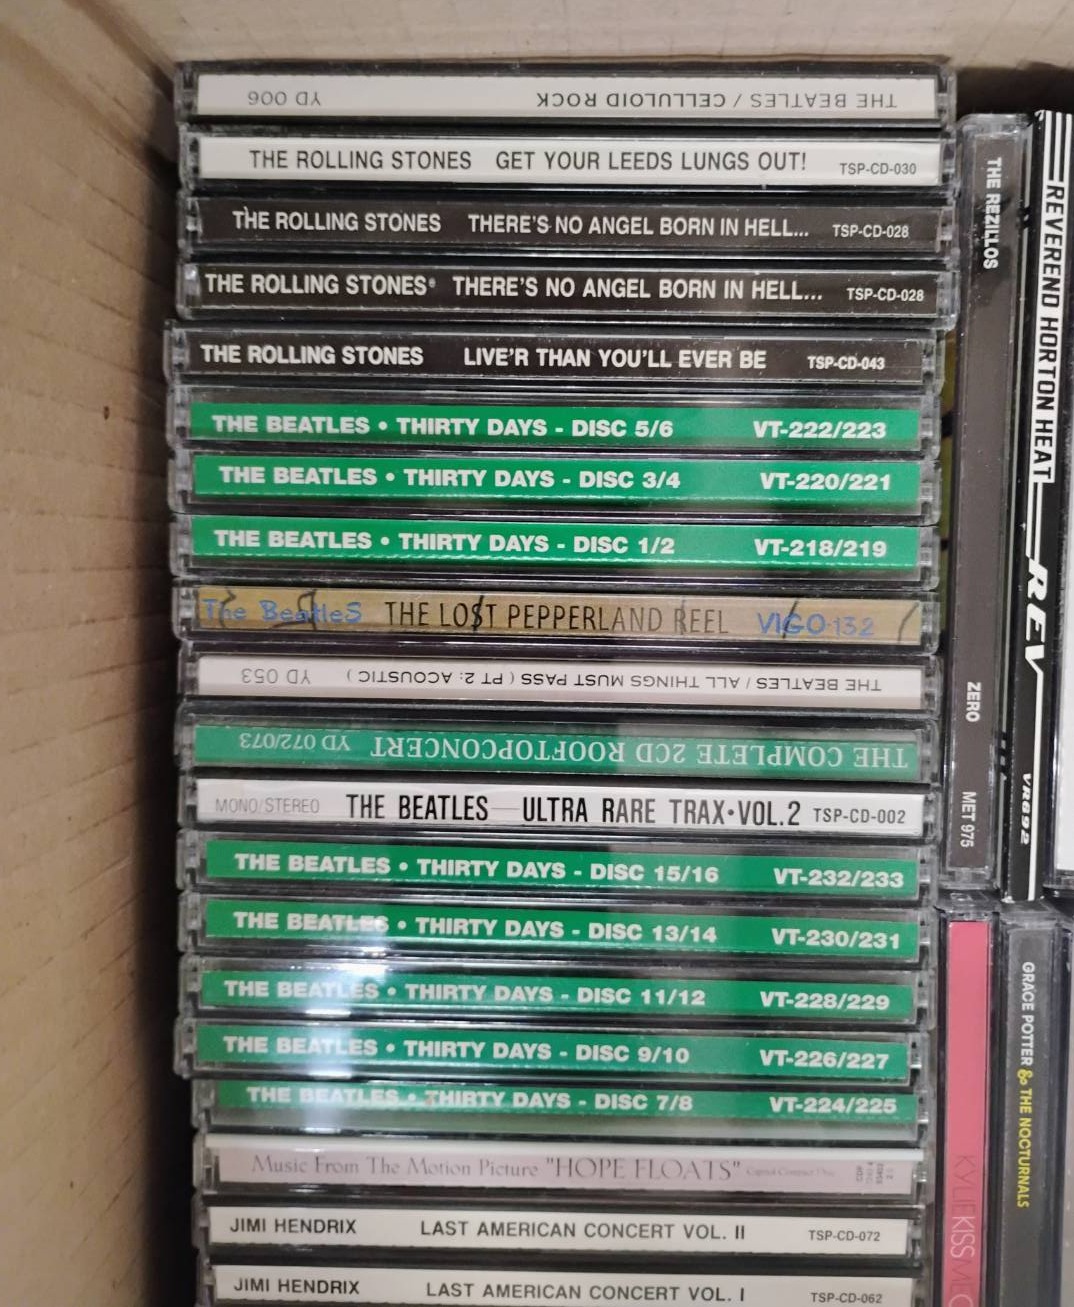 THE BEATLES / CELLULOID ROCK YD 006
THE ROLLING STONES GET YOUR LEEDS LUNGS OUT! TSP-CD-030
THE ROLLING STONES THERE'S NO ANGEL BORN IN HELL... TSP-CD-028
THE ROLLING STONES® THERE'S NO ANGEL BORN IN HELL... TSP-CD-028
THE ROLLING STONES LIVE'R THAN YOU'LL EVER BE TSP-CD-043
THE BEATLES • THIRTY DAYS - DISC 5/6 VT-222/223
THE BEATLES • THIRTY DAYS - DISC 3/4 VT-220/221
THE BEATLES • THIRTY DAYS - DISC 1/2 VT-218/219
The BeatleS THE LOST PEPPERLAND REEL VIGO-132
THE BEATLES / ALL THINGS MUST PASS ( PT 2: ACOUSTIC ) YD 053
THE COMPLETE 2CD ROOFTOPCONCERT YD 072/073
MONO/STEREO THE BEATLES — ULTRA RARE TRAX•VOL.2 TSP-CD-002
THE BEATLES • THIRTY DAYS - DISC 15/16 VT-232/233
THE BEATLES • THIRTY DAYS - DISC 13/14 VT-230/231
THE BEATLES • THIRTY DAYS - DISC 11/12 VT-228/229
THE BEATLES • THIRTY DAYS - DISC 9/10 VT-226/227
THE BEATLES • THIRTY DAYS - DISC 7/8 VT-224/225
Music From The Motion Picture "HOPE FLOATS" Capitol Compact Disc
JIMI HENDRIX LAST AMERICAN CONCERT VOL. II TSP-CD-072
JIMI HENDRIX LAST AMERICAN CONCERT VOL. I TSP-CD-062
THE REZILLOS ZERO MET 975
REVEREND HORTON HEAT REV VR692
KYLIE KISS ME
GRACE POTTER & THE NOCTURNALS